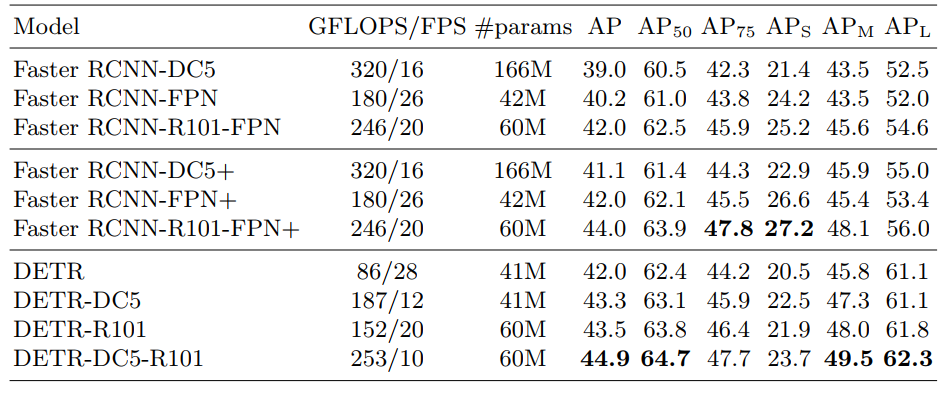 Model GFLOPS/FPS #params AP AP50 AP75 APS APM APL
Faster RCNN-DC5 320/16 166M 39.0 60.5 42.3 21.4 43.5 52.5
Faster RCNN-FPN 180/26 42M 40.2 61.0 43.8 24.2 43.5 52.0
Faster RCNN-R101-FPN 246/20 60M 42.0 62.5 45.9 25.2 45.6 54.6
Faster RCNN-DC5+ 320/16 166M 41.1 61.4 44.3 22.9 45.9 55.0
Faster RCNN-FPN+ 180/26 42M 42.0 62.1 45.5 26.6 45.4 53.4
Faster RCNN-R101-FPN+ 246/20 60M 44.0 63.9 47.8 27.2 48.1 56.0
DETR 86/28 41M 42.0 62.4 44.2 20.5 45.8 61.1
DETR-DC5 187/12 41M 43.3 63.1 45.9 22.5 47.3 61.1
DETR-R101 152/20 60M 43.5 63.8 46.4 21.9 48.0 61.8
DETR-DC5-R101 253/10 60M 44.9 64.7 47.7 23.7 49.5 62.3